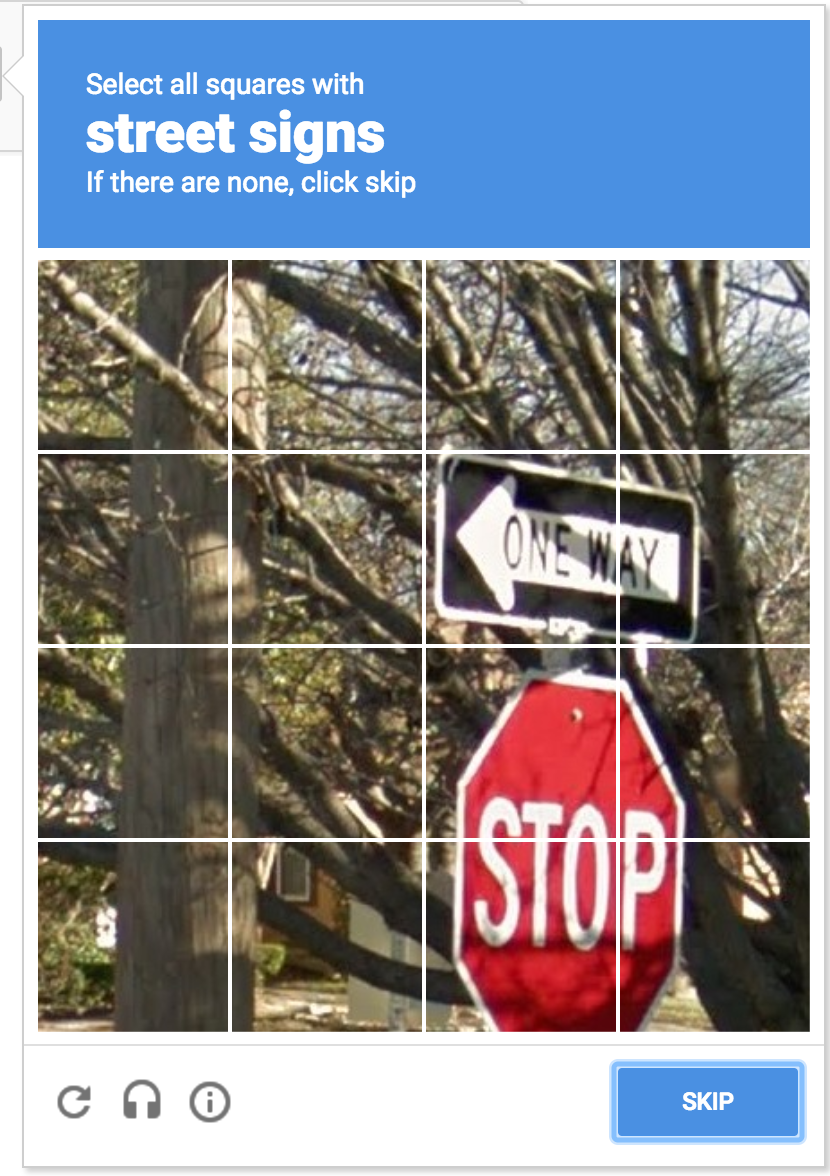 Select all squares with
street signs
If there are none, click skip
ONE WAY
STOP
SKIP